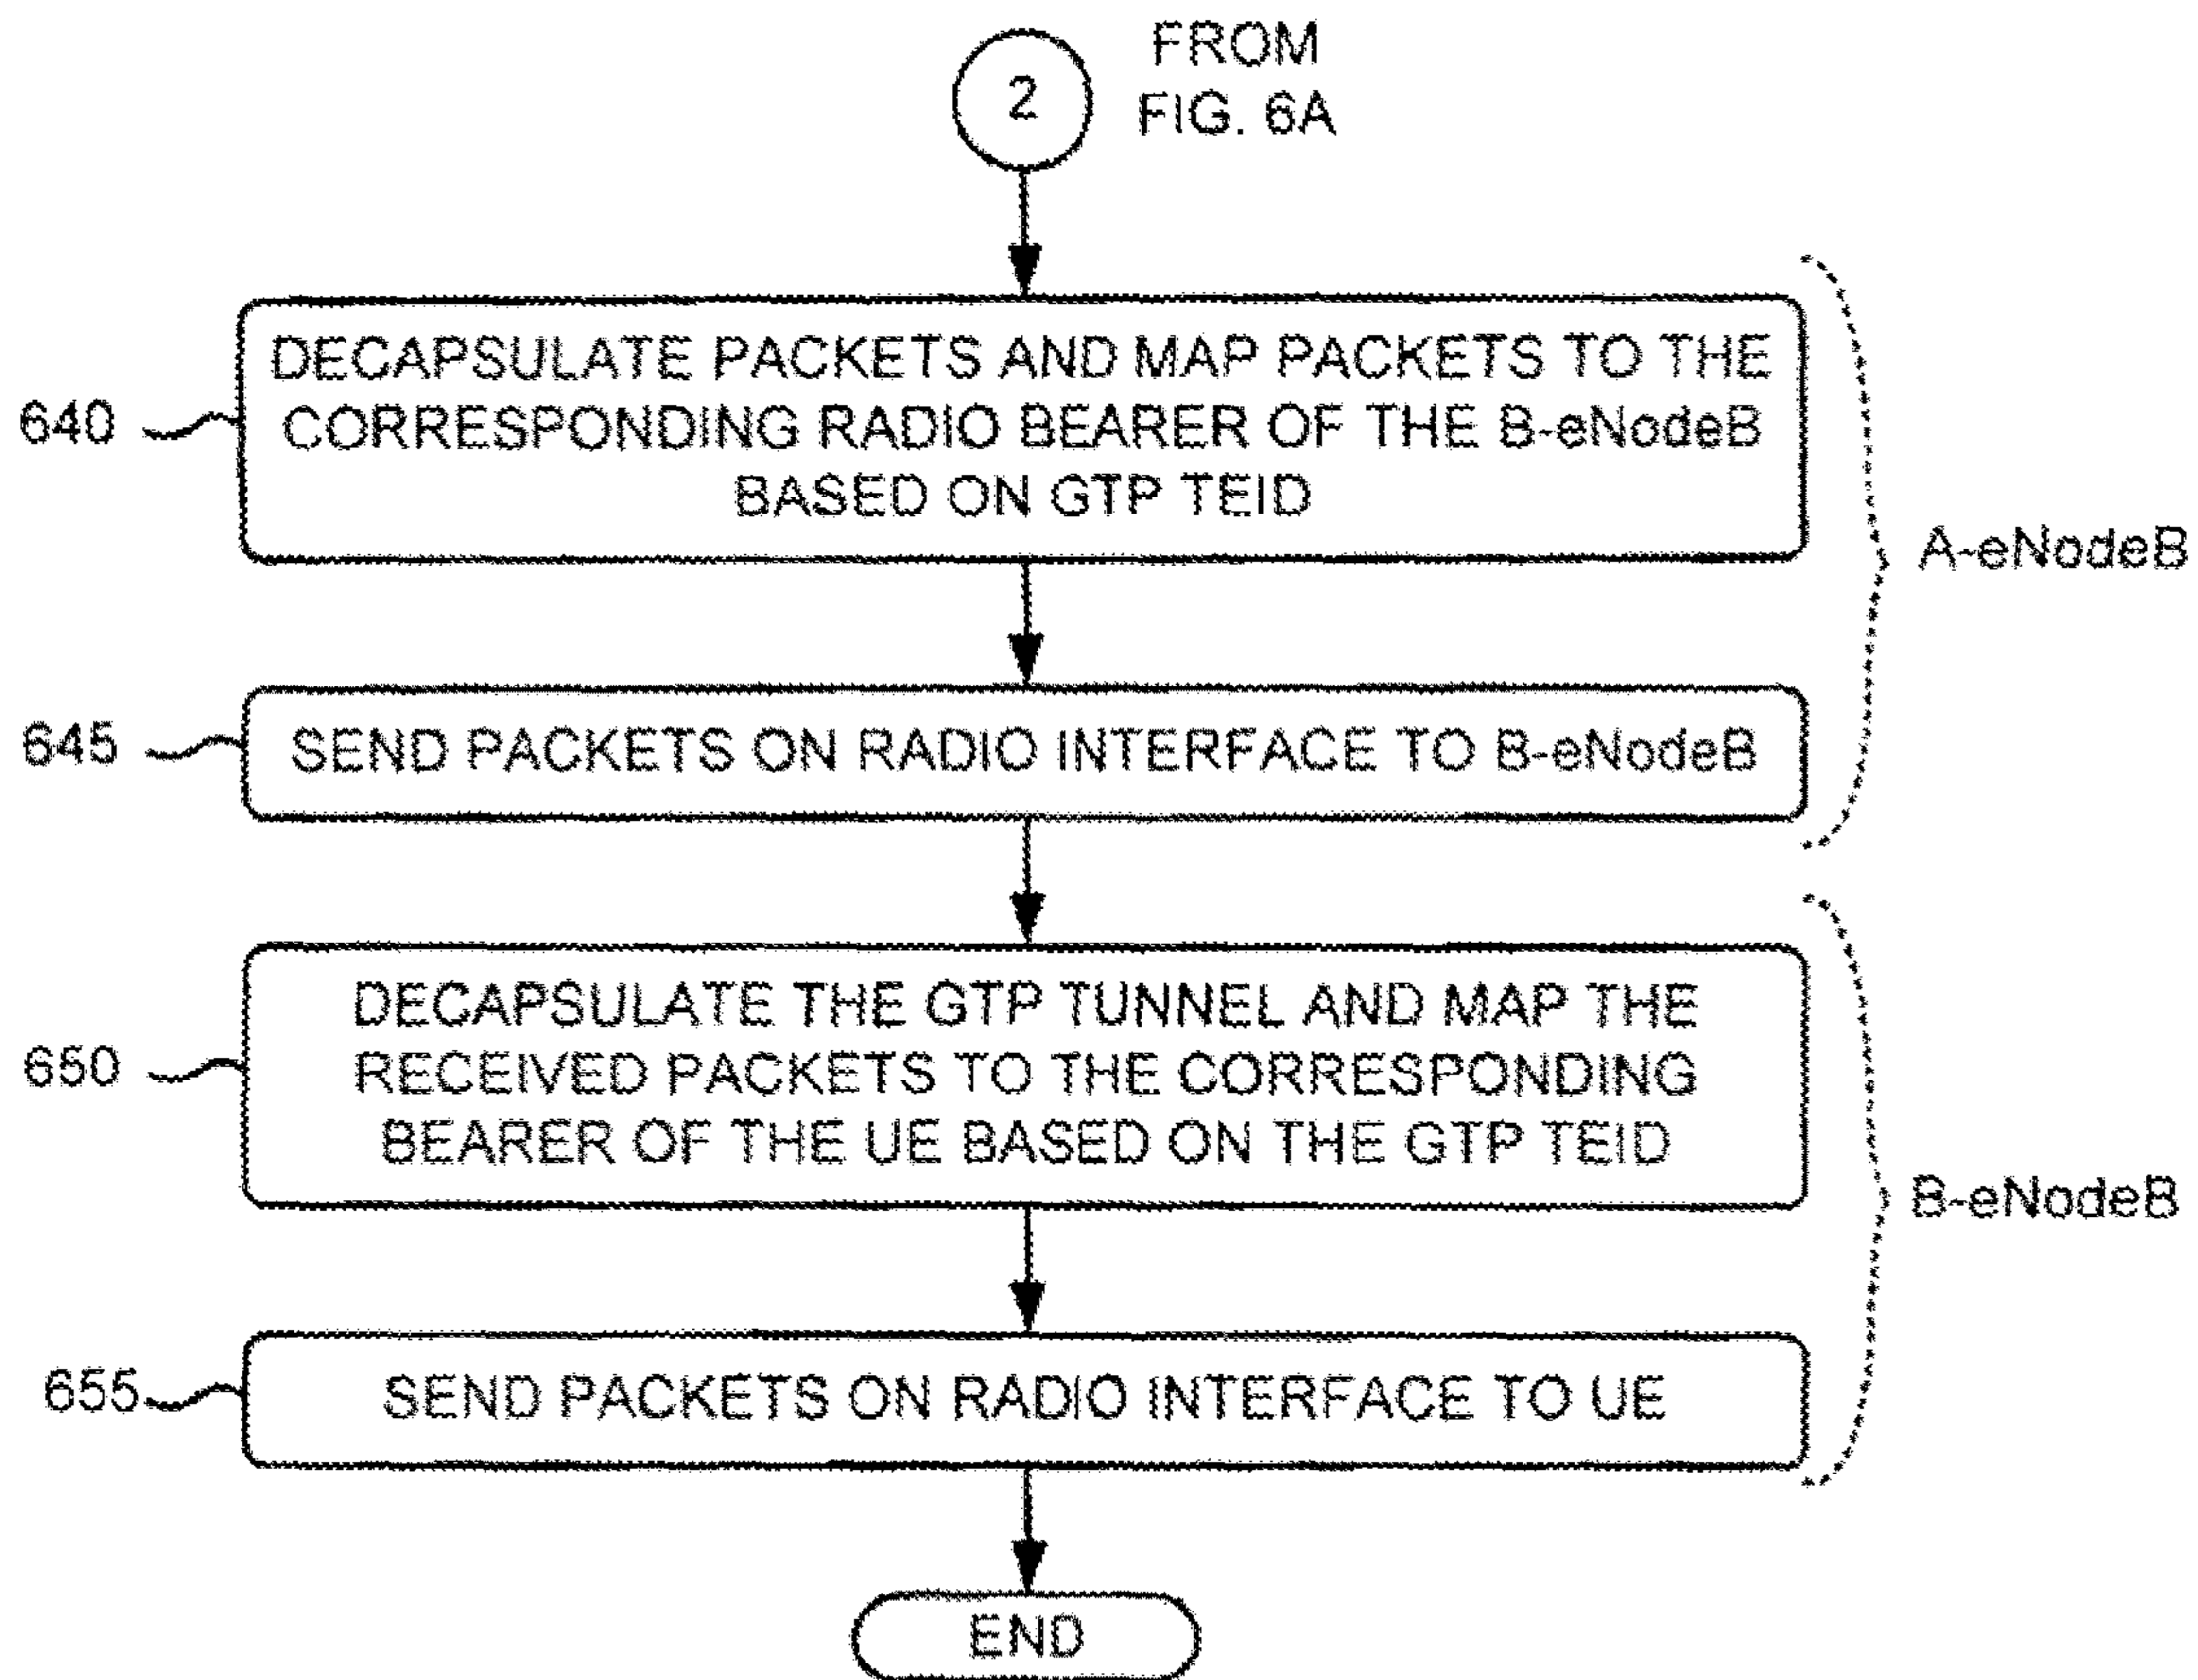 2
FROM
FIG. 6A
DECAPSULATE PACKETS AND MAP PACKETS TO THE
640
CORRESPONDING RADIO BEARER OF THE B-eNodeB
BASED ON GTP TEID
A-eNodeB
645
SEND PACKETS ON RADIO INTERFACE TO B-eNodeB
DECAPSULATE THE GTP TUNNEL AND MAP THE
650
RECEIVED PACKETS TO THE CORRESPONDING
BEARER OF THE UE BASED ON THE GTP TEID
B-eNodeB
655
SEND PACKETS ON RADIO INTERFACE TO UE
END